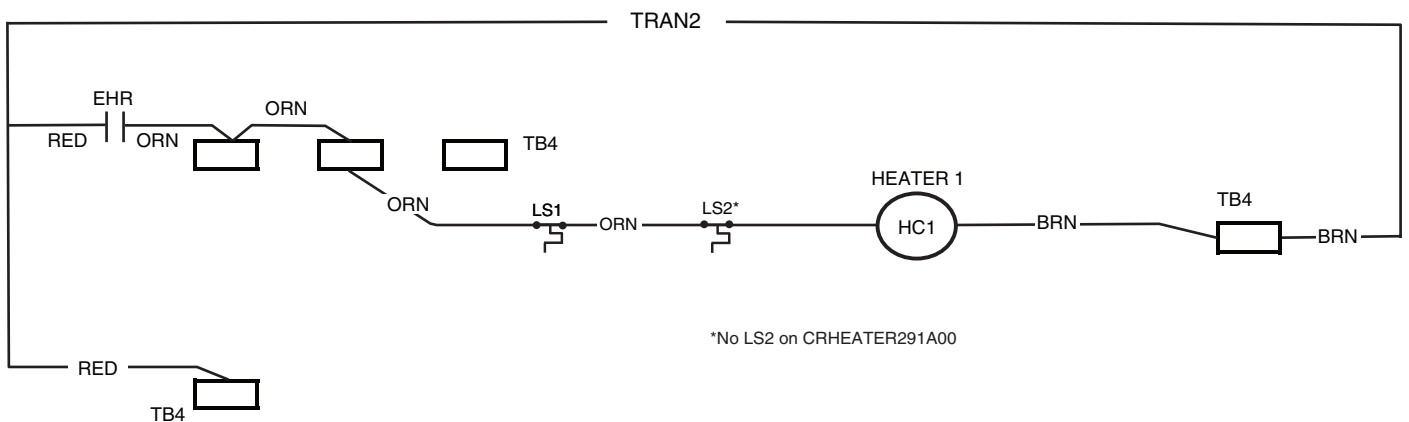 TRAN2
EHR
ORN
RED
ORN
TB4
ORN
LS1
ORN
LS2*
HEATER 1
HC1
BRN
TB4
BRN
*No LS2 on CRHEATER291A00
RED
TB4